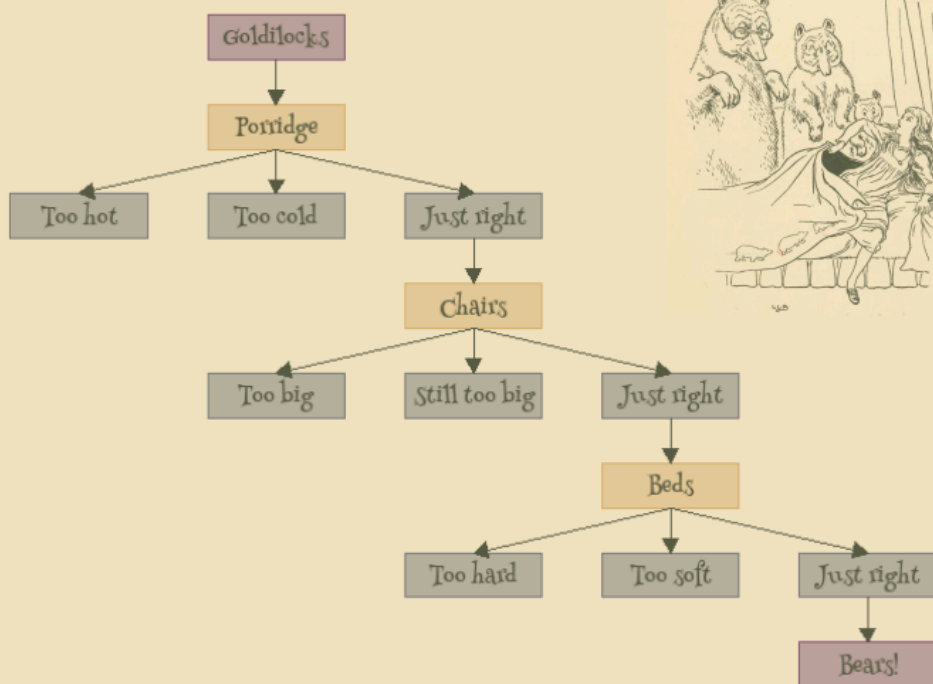 Goldilocks
Porridge
Too hot
Too cold
Just right
Chairs
Too big
Still too big
Just right
Beds
Too hard
Too soft
Just right
Bears!